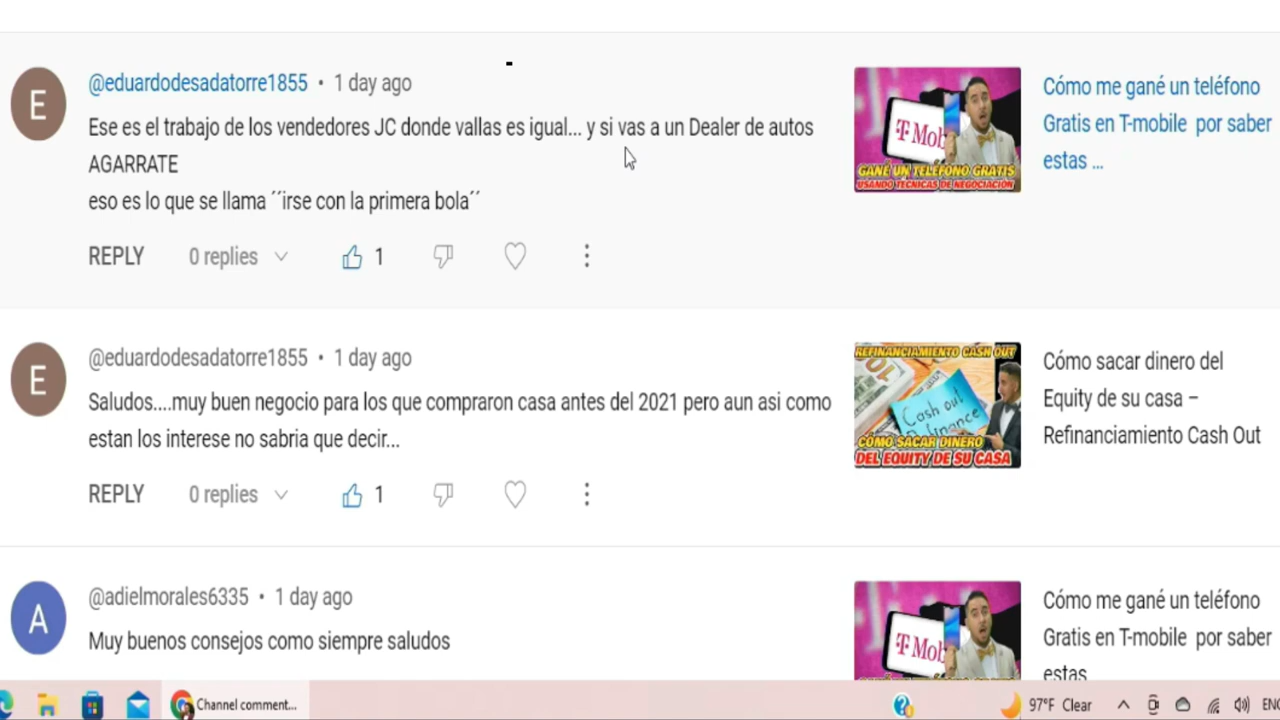 E
@eduardodesadatorre1855 • 1 day ago
Ese es el trabajo de los vendedores JC donde vallas es igual... y si vas a un Dealer de autos
AGARRATE
eso es lo que se llama ´´irse con la primera bola´´
REPLY 0 replies 1
T Mob
GANÉ UN TELÉFONO GRATIS
USANDO TÉCNICAS DE NEGOCIACIÓN
Cómo me gané un teléfono
Gratis en T-mobile por saber
estas ...
E
@eduardodesadatorre1855 • 1 day ago
Saludos....muy buen negocio para los que compraron casa antes del 2021 pero aun asi como
estan los interese no sabria que decir...
REPLY 0 replies 1
REFINANCIAMIENTO CASH OUT
Cash out
CÓMO SACAR DINERO
DEL EQUITY DE SU CASA
Cómo sacar dinero del
Equity de su casa –
Refinanciamiento Cash Out
A
@adielmorales6335 • 1 day ago
Muy buenos consejos como siempre saludos
T Mob
Cómo me gané un teléfono
Gratis en T-mobile por saber
estas
Channel comment... 97°F Clear ENG